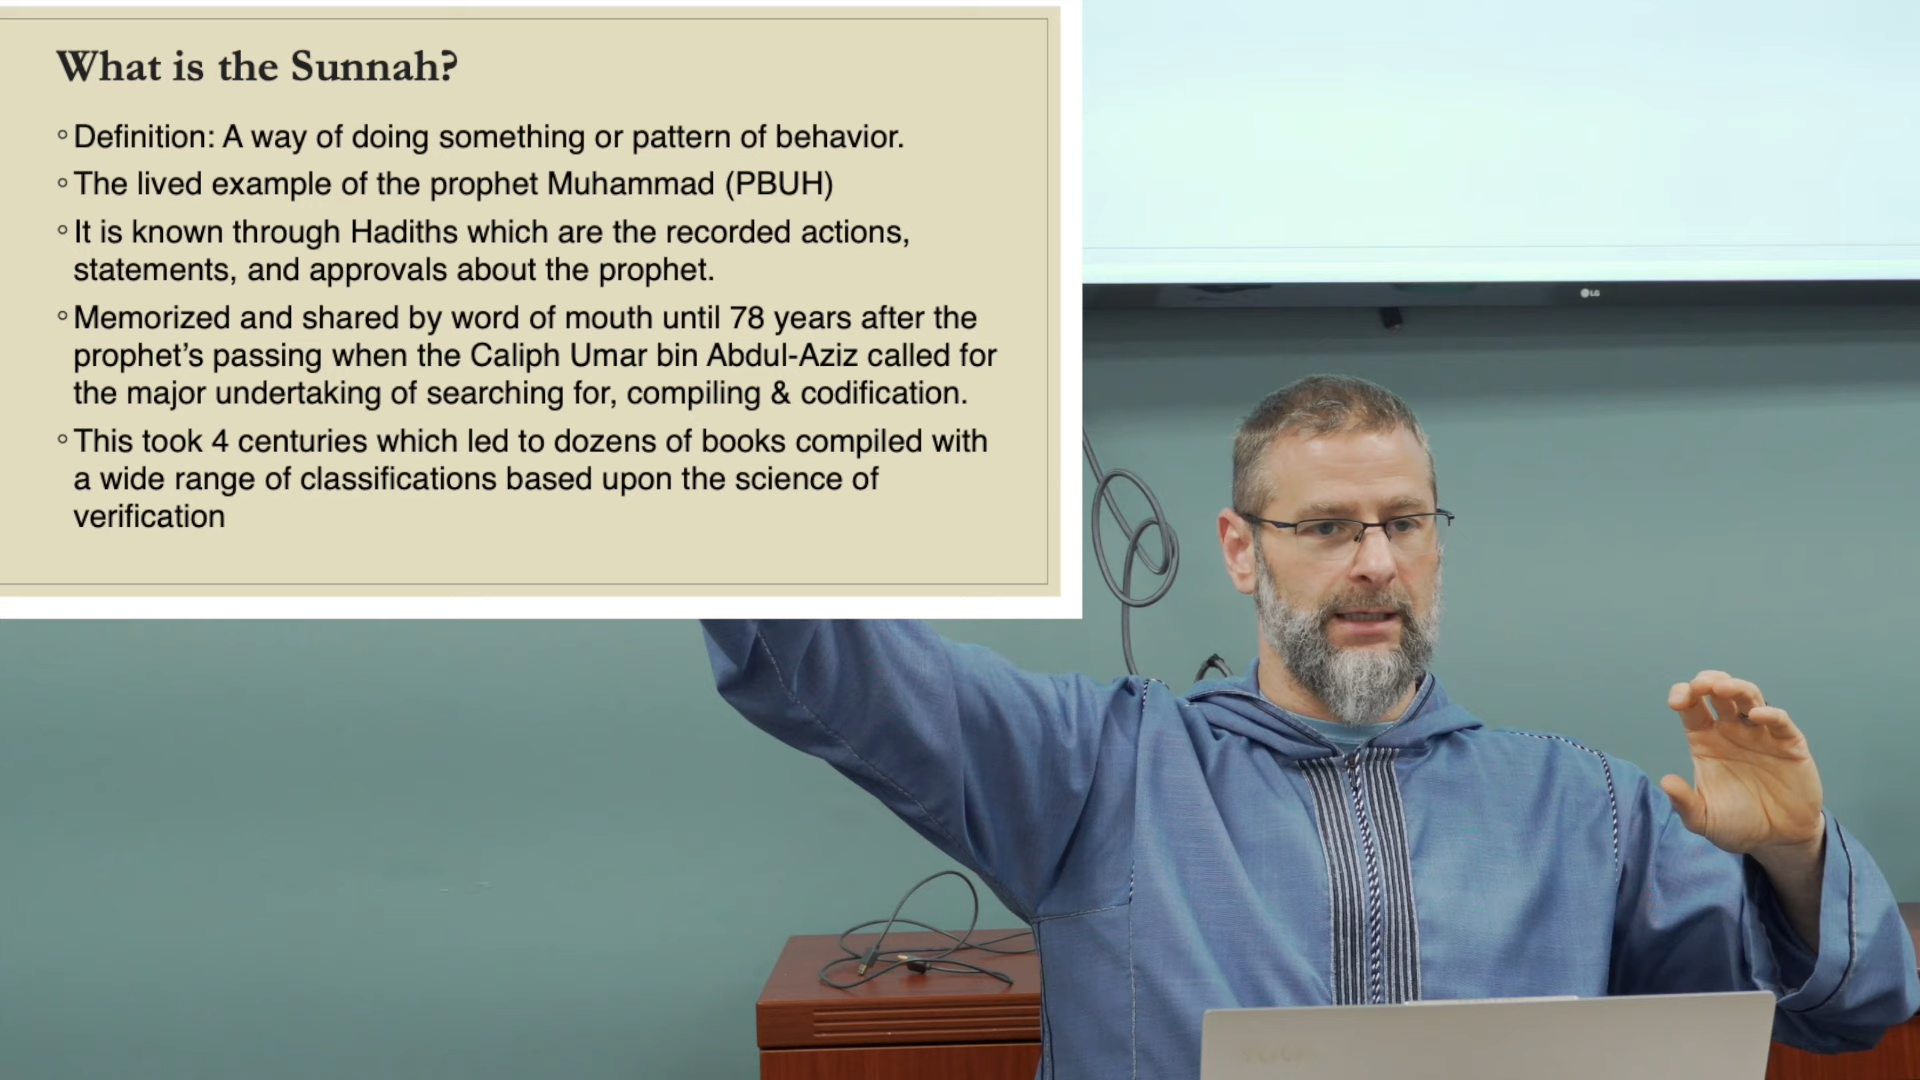 What is the Sunnah?
◦ Definition: A way of doing something or pattern of behavior.
◦ The lived example of the prophet Muhammad (PBUH)
◦ It is known through Hadiths which are the recorded actions,
statements, and approvals about the prophet.
◦ Memorized and shared by word of mouth until 78 years after the
prophet’s passing when the Caliph Umar bin Abdul-Aziz called for
the major undertaking of searching for, compiling & codification.
◦ This took 4 centuries which led to dozens of books compiled with
a wide range of classifications based upon the science of
verification
LG